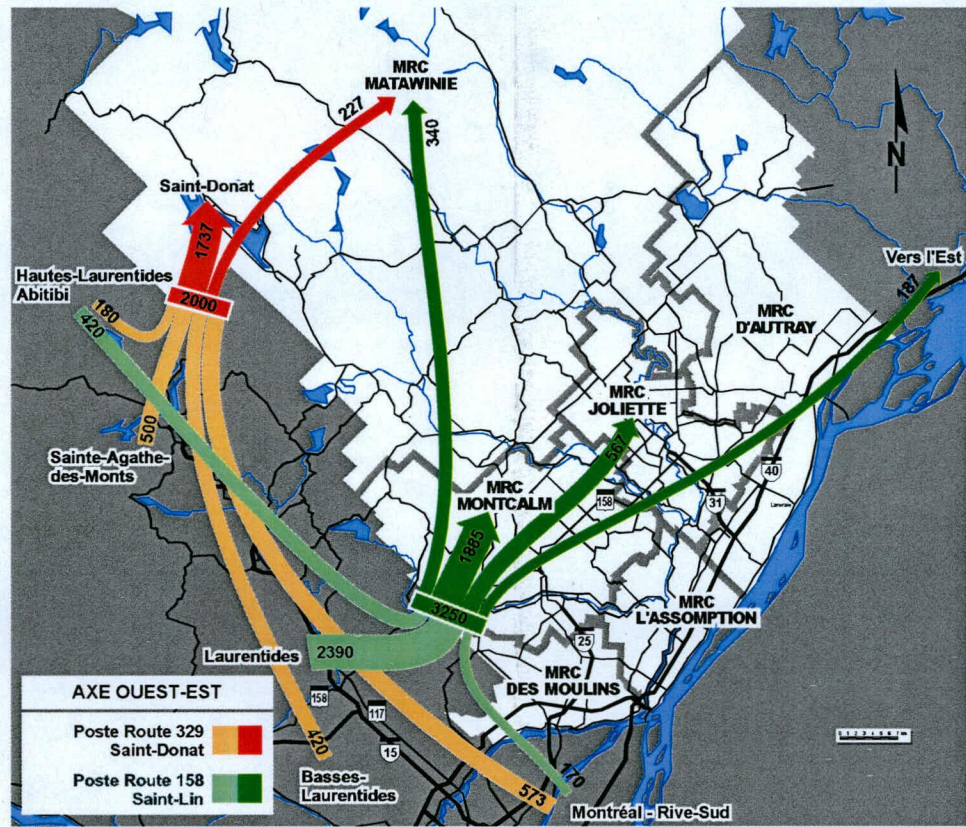 MRC
MATAWINIE
227
340
N
Saint-Donat
1737
Hautes-Laurentides
Abitibi
2000
180
420
Vers l'Est
187
MRC
D'AUTRAY
MRC
JOLIETTE
567
500
Sainte-Agathe-
des-Monts
MRC
MONTCALM
158
31
40
1885
3250
MRC
L'ASSOMPTION
25
Laurentides
2390
MRC
DES MOULINS
158
117
15
420
Basses-
Laurentides
573
170
Montréal - Rive-Sud
AXE OUEST-EST
Poste Route 329
Saint-Donat
Poste Route 158
Saint-Lin